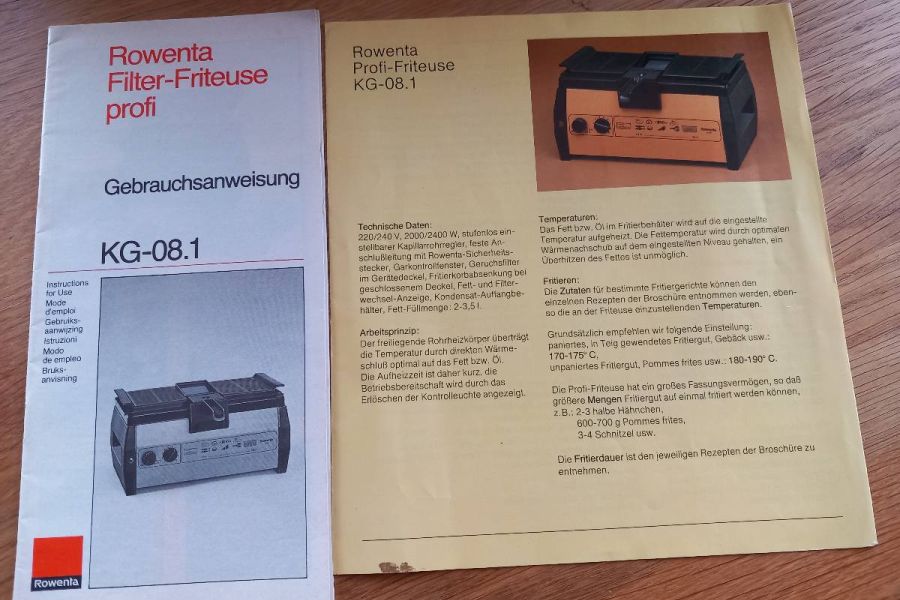 Rowenta
Filter-Friteuse
profi
Gebrauchsanweisung
KG-08.1
Instructions
for Use
Mode
d'emploi
Gebruiks-
aanwijzing
Istruzioni
Modo
de empleo
Bruks-
anvisning
Rowenta
Rowenta
Profi-Friteuse
KG-08.1
Technische Daten:
220/240 V, 2000/2400 W, stufenlos ein-
stellbarer Kapillarrohrregler, feste An-
schlußleitung mit Rowenta-Sicherheits-
stecker, Garkontrollfenster, Geruchsfilter
im Gerätedeckel, Fritierkorbabsenkung bei
geschlossenem Deckel, Fett- und Filter-
wechsel-Anzeige, Kondensat-Auffangbe-
hälter, Fett-Füllmenge: 2-3,5 l.
Arbeitsprinzip:
Der freiliegende Rohrheizkörper überträgt
die Temperatur durch direkten Wärme-
schluß optimal auf das Fett bzw. Öl.
Die Aufheizzeit ist daher kurz, die
Betriebsbereitschaft wird durch das
Erlöschen der Kontrolleuchte angezeigt.
Temperaturen:
Das Fett bzw. Öl im Fritierbehälter wird auf die eingestellte
Temperatur aufgeheizt. Die Fettemperatur wird durch optimalen
Wärmenachschub auf dem eingestellten Niveau gehalten, ein
Überhitzen des Fettes ist unmöglich.
Fritieren:
Die Zutaten für bestimmte Fritiergerichte können den
einzelnen Rezepten der Broschüre entnommen werden, eben-
so die an der Friteuse einzustellenden Temperaturen.
Grundsätzlich empfehlen wir folgende Einstellung:
paniertes, in Teig gewendetes Fritiergut, Gebäck usw.:
170-175° C,
unpaniertes Fritiergut, Pommes frites usw.: 180-190° C.
Die Profi-Friteuse hat ein großes Fassungsvermögen, so daß
größere Mengen Fritiergut auf einmal fritiert werden können,
z.B.: 2-3 halbe Hähnchen,
600-700 g Pommes frites,
3-4 Schnitzel usw.
Die Fritierdauer ist den jeweiligen Rezepten der Broschüre zu
entnehmen.